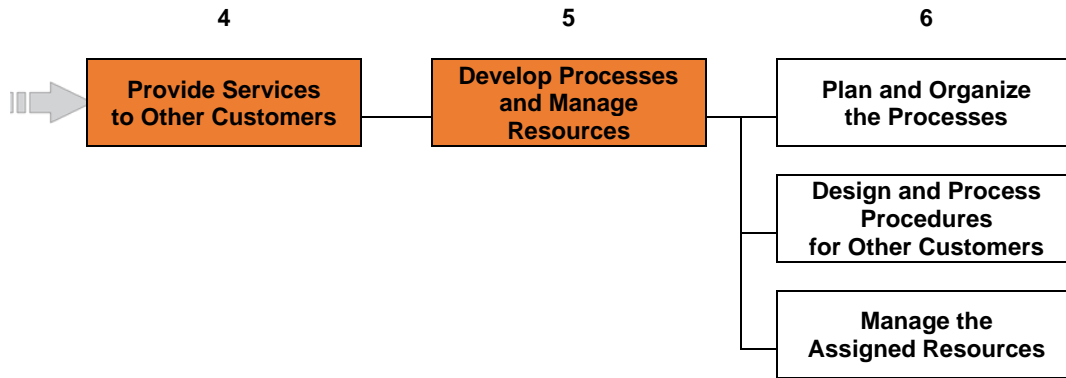 4
5
6
Provide Services
to Other Customers
Develop Processes
and Manage
Resources
Plan and Organize
the Processes
Design and Process
Procedures
for Other Customers
Manage the
Assigned Resources